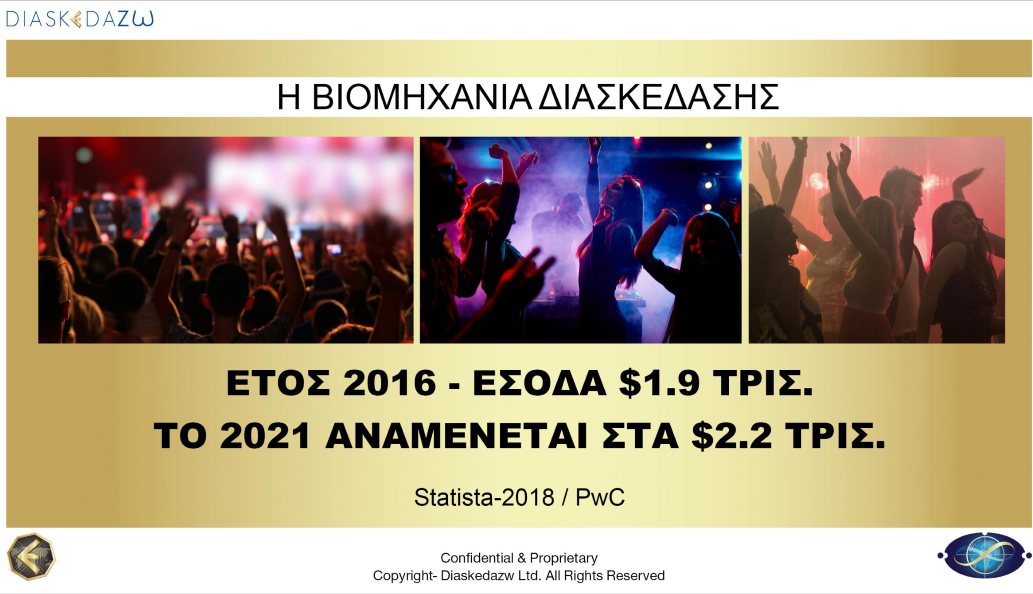 DIASKEDAZω
Η ΒΙΟΜΗΧΑΝΙΑ ΔΙΑΣΚΕΔΑΣΗΣ
ΕΤΟΣ 2016 - ΕΣΟΔΑ $1.9 ΤΡΙΣ.
ΤΟ 2021 ΑΝΑΜΕΝΕΤΑΙ ΣΤΑ $2.2 ΤΡΙΣ.
Statista-2018 / PwC
Confidential & Proprietary
Copyright- Diaskedazw Ltd. All Rights Reserved